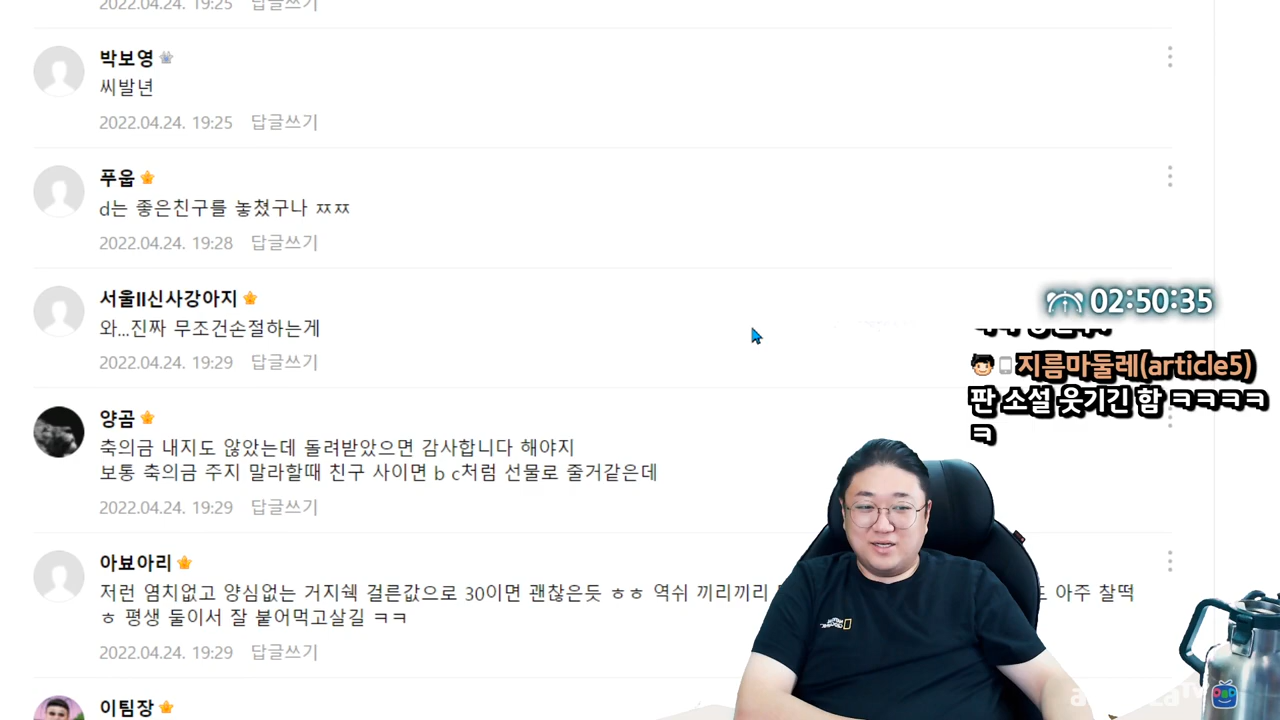 2022.04.24. 19:25 답글쓰기
박보영
씨발년
2022.04.24. 19:25 답글쓰기
푸웁
d는 좋은친구를 놓쳤구나 ㅉㅉ
2022.04.24. 19:28 답글쓰기
서울II신사강아지
와...진짜 무조건손절하는게
2022.04.24. 19:29 답글쓰기
양곰
축의금 내지도 않았는데 돌려받았으면 감사합니다 해야지
보통 축의금 주지 말라할때 친구 사이면 b c처럼 선물로 줄거같은데
2022.04.24. 19:29 답글쓰기
아뵤아리
저런 염치없고 양심없는 거지쉑 걸른값으로 30이면 괜찮은듯 ㅎㅎ 역쉬 끼리끼리
아주 찰떡
ㅎ 평생 둘이서 잘 붙어먹고살길 ㅋㅋ
2022.04.24. 19:29 답글쓰기
이팀장
02:50:35
지름마둘레(article5)
판 소설 웃기긴 함 ㅋㅋㅋㅋ
ㅋ